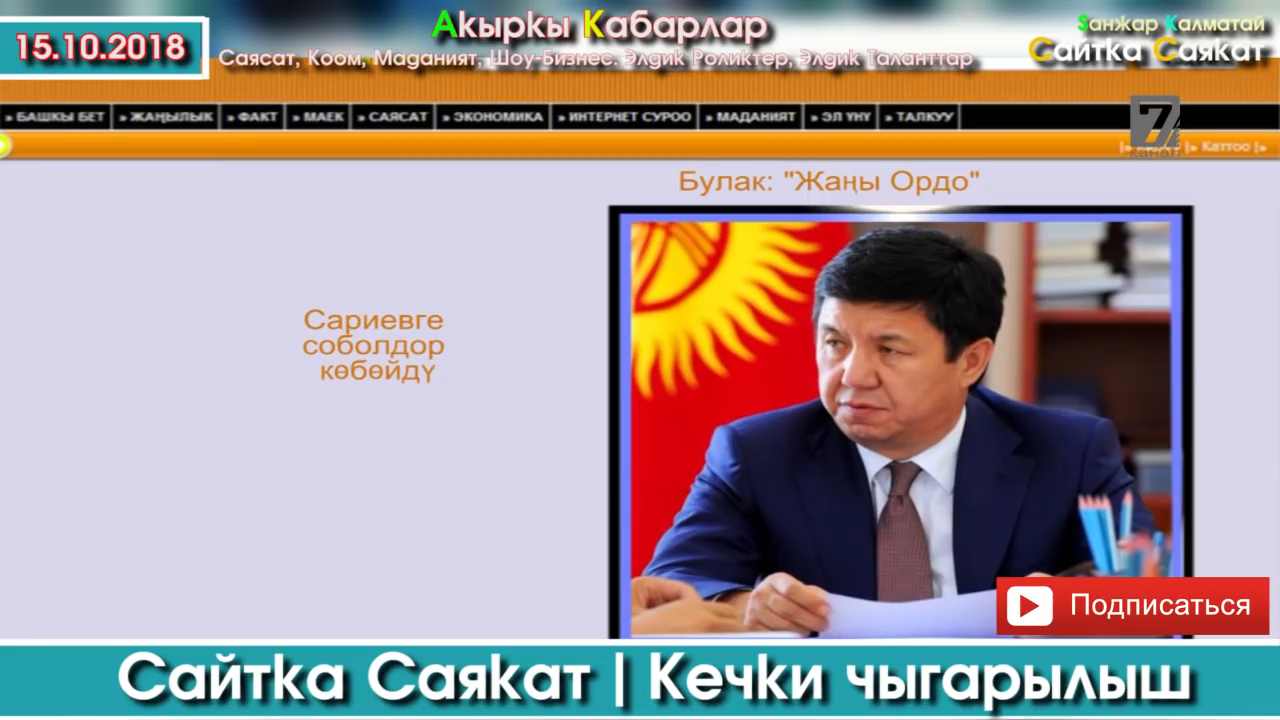 15.10.2018
Акыркы Кабарлар
Саясат, Коом, Маданият, Шоу-Бизнес. Элдик Роликтер, Элдик Таланттар
Sанжар Калматай
Сайтка Саякат
» БАШКЫ БЕТ » ЖАҢЫЛЫК » ФАКТ » МАЕК » САЯСАТ » ЭКОНОМИКА » ИНТЕРНЕТ СУРОО » МАДАНИЯТ » ЭЛ ҮНҮ » ТАЛКУУ
7
канал
|» Каттоо |»
Булак: "Жаңы Ордо"
Сариевге
соболдор
көбөйдү
Подписаться
Сайтка Саякат | Кечки чыгарылыш